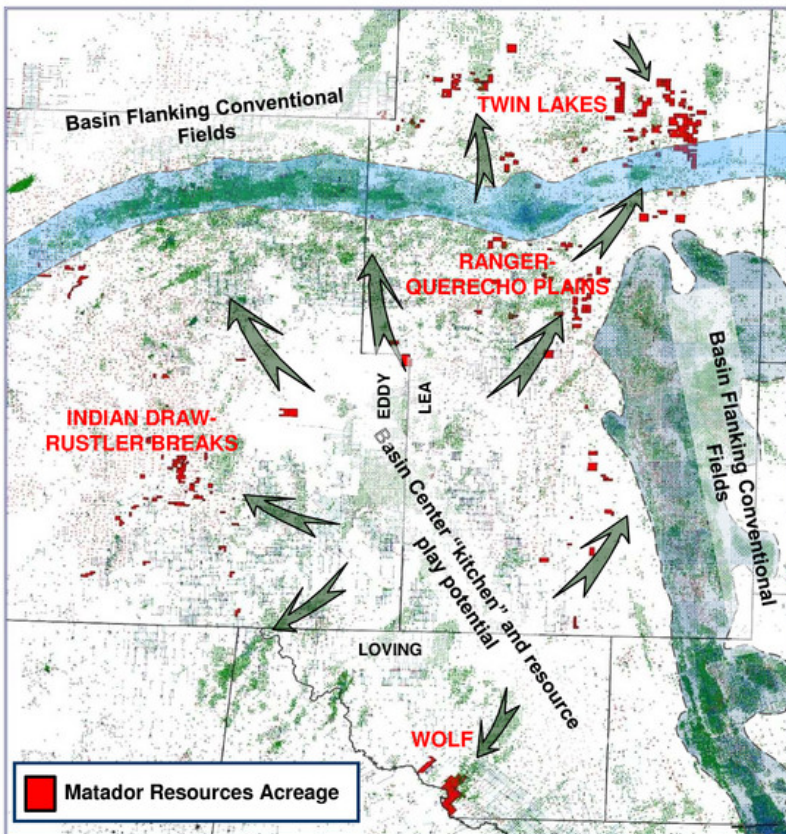 Basin Flanking Conventional
Fields
TWIN LAKES
RANGER-
QUERECHO PLAINS
Basin Flanking Conventional
Fields
EDDY
LEA
INDIAN DRAW-
RUSTLER BREAKS
Basin Center “kitchen” and resource
play potential
LOVING
WOLF
Matador Resources Acreage